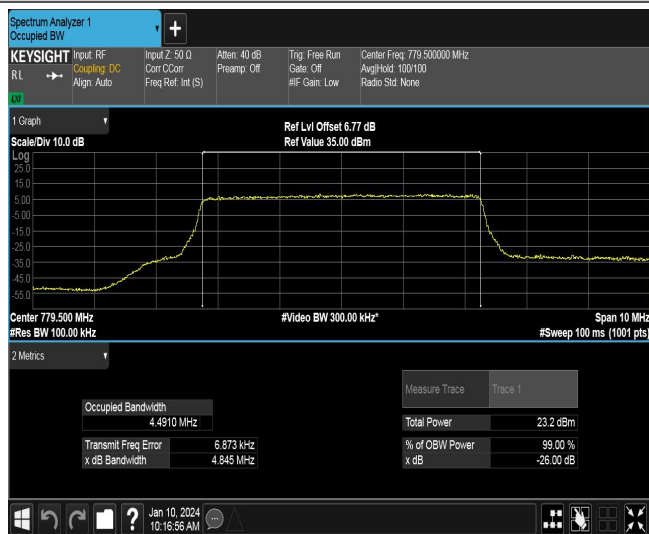 Spectrum Analyzer 1
Occupied BW
+
KEYSIGHT Input: RF Input Z: 50 Ω Atten: 40 dB Trig: Free Run Center Freq: 779.500000 MHz
RL Coupling: DC Corr CCorr Preamp: Off Gate: Off Avg|Hold: 100/100
Align: Auto Freq Ref: Int (S) #IF Gain: Low Radio Std: None
LXI
1 Graph
Ref Lvl Offset 6.77 dB
Scale/Div 10.0 dB Ref Value 35.00 dBm
Log
25.0
15.0
5.00
-5.00
-15.0
-25.0
-35.0
-45.0
-55.0
Center 779.500 MHz #Video BW 300.00 kHz* Span 10 MHz
#Res BW 100.00 kHz #Sweep 100 ms (1001 pts)
2 Metrics
Measure Trace Trace 1
Occupied Bandwidth
4.4910 MHz Total Power 23.2 dBm
Transmit Freq Error 6.873 kHz % of OBW Power 99.00 %
x dB Bandwidth 4.845 MHz x dB -26.00 dB
? Jan 10, 2024
10:16:56 AM